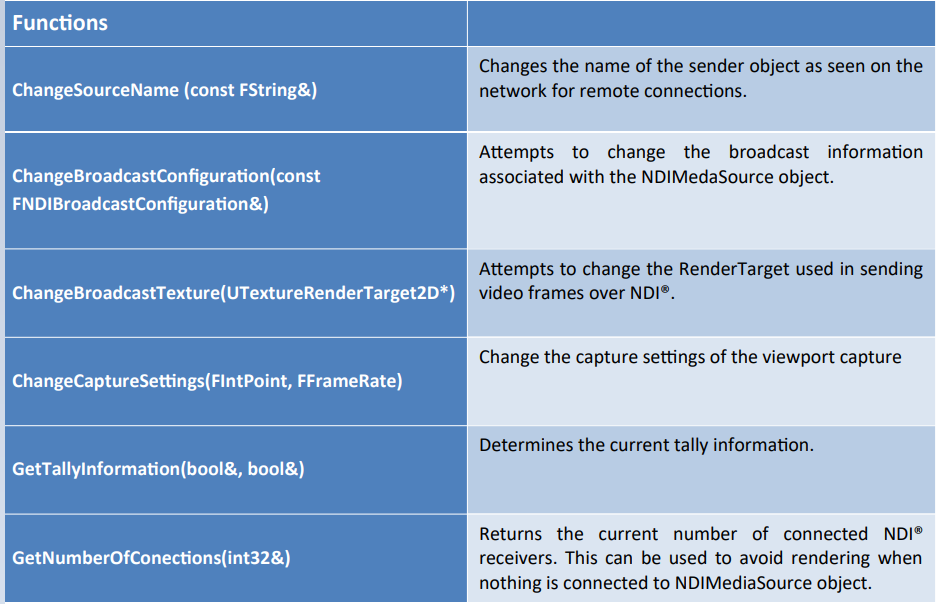 Functions
ChangeSourceName (const FString&)
Changes the name of the sender object as seen on the
network for remote connections.
ChangeBroadcastConfiguration(const
FNDIBroadcastConfiguration&)
Attempts to change the broadcast information
associated with the NDIMedaSource object.
ChangeBroadcastTexture(UTextureRenderTarget2D*)
Attempts to change the RenderTarget used in sending
video frames over NDI®.
ChangeCaptureSettings(FIntPoint, FFrameRate)
Change the capture settings of the viewport capture
GetTallyInformation(bool&, bool&)
Determines the current tally information.
GetNumberOfConections(int32&)
Returns the current number of connected NDI®
receivers. This can be used to avoid rendering when
nothing is connected to NDIMediaSource object.